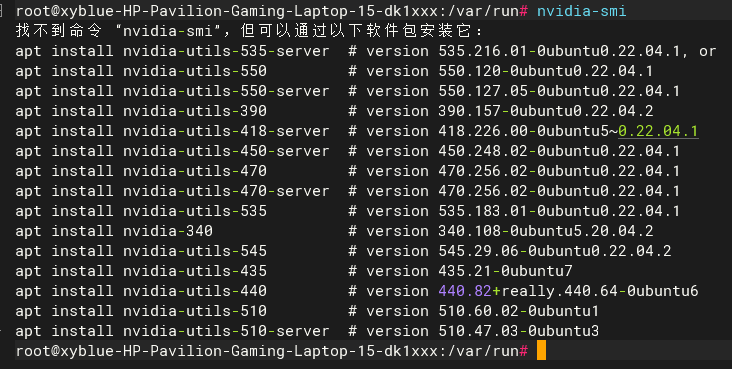 root@xyblue-HP-Pavilion-Gaming-Laptop-15-dk1xxx:/var/run# nvidia-smi
找不到命令 “nvidia-smi”，但可以通过以下软件包安装它：
apt install nvidia-utils-535-server  # version 535.216.01-0ubuntu0.22.04.1, or
apt install nvidia-utils-550         # version 550.120-0ubuntu0.22.04.1
apt install nvidia-utils-550-server  # version 550.127.05-0ubuntu0.22.04.1
apt install nvidia-utils-390         # version 390.157-0ubuntu0.22.04.2
apt install nvidia-utils-418-server  # version 418.226.00-0ubuntu5~0.22.04.1
apt install nvidia-utils-450-server  # version 450.248.02-0ubuntu0.22.04.1
apt install nvidia-utils-470         # version 470.256.02-0ubuntu0.22.04.1
apt install nvidia-utils-470-server  # version 470.256.02-0ubuntu0.22.04.1
apt install nvidia-utils-535         # version 535.183.01-0ubuntu0.22.04.1
apt install nvidia-340               # version 340.108-0ubuntu5.20.04.2
apt install nvidia-utils-545         # version 545.29.06-0ubuntu0.22.04.2
apt install nvidia-utils-435         # version 435.21-0ubuntu7
apt install nvidia-utils-440         # version 440.82+really.440.64-0ubuntu6
apt install nvidia-utils-510         # version 510.60.02-0ubuntu1
apt install nvidia-utils-510-server  # version 510.47.03-0ubuntu3
root@xyblue-HP-Pavilion-Gaming-Laptop-15-dk1xxx:/var/run#